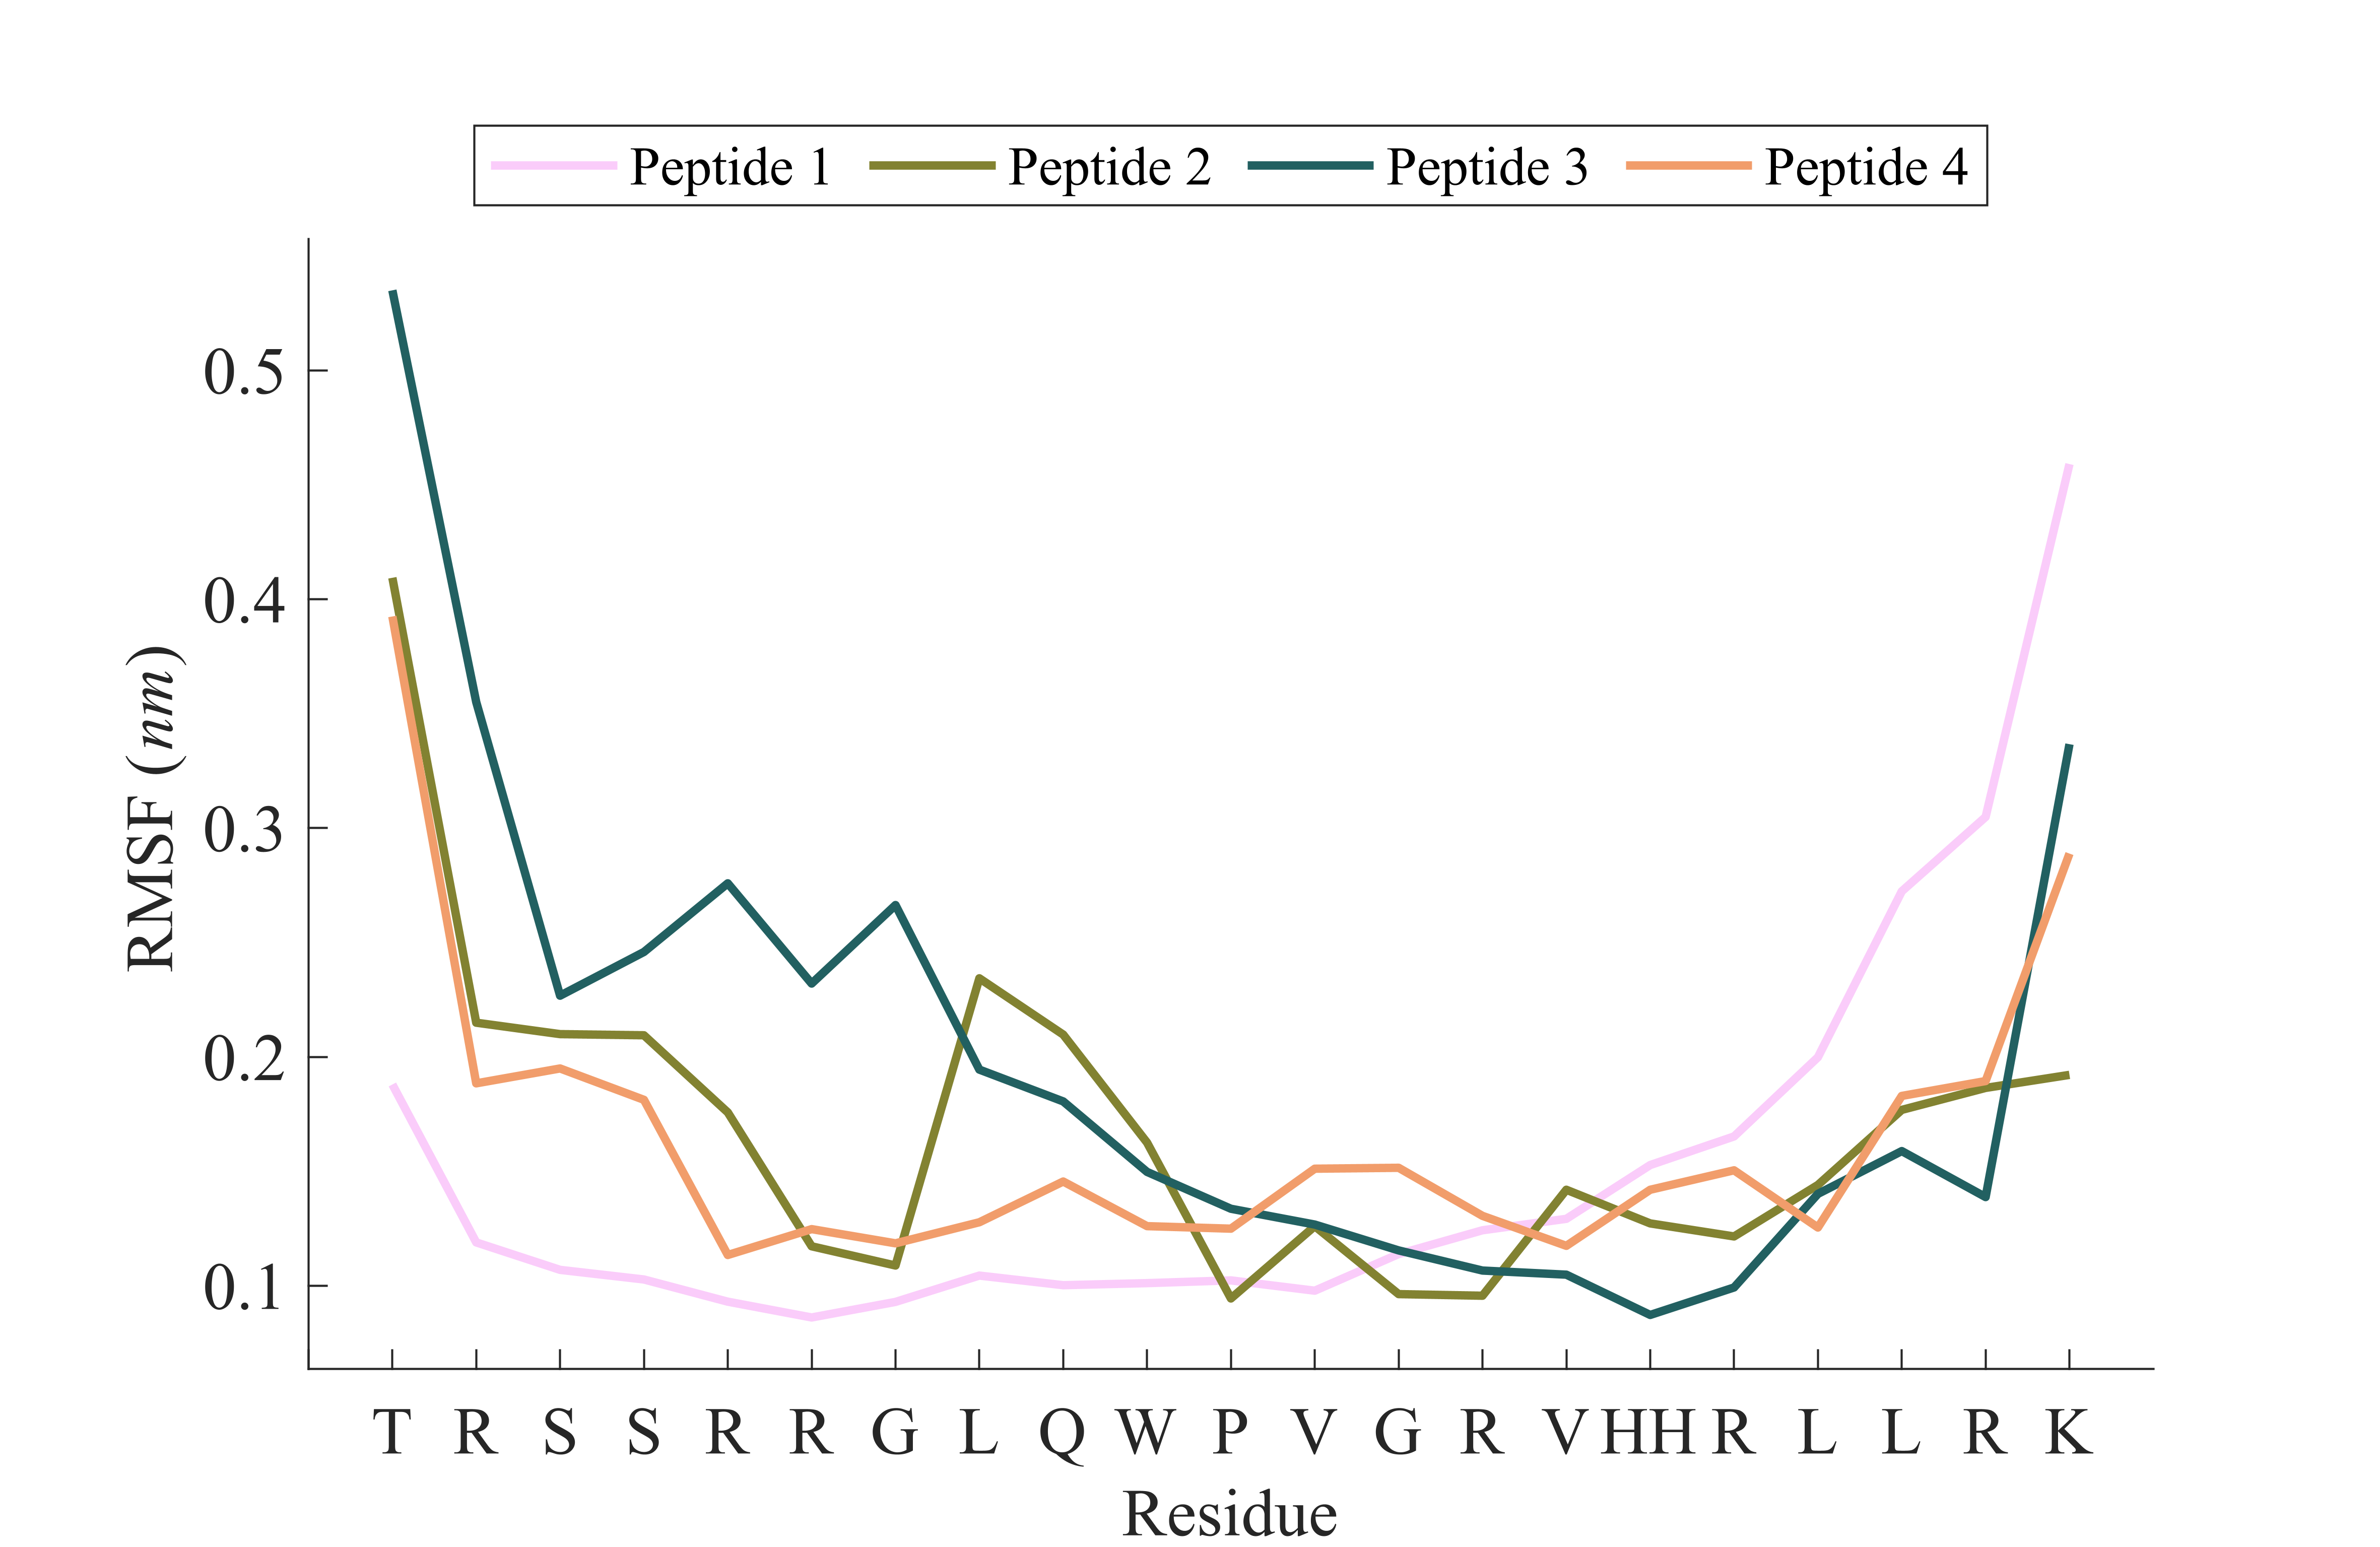 Peptide 1 Peptide 2 Peptide 3 Peptide 4
0.5
0.4
0.3
0.2
0.1
RMSF (nm)
T R S S R R G L Q W P V G R V HH R L L R K
Residue